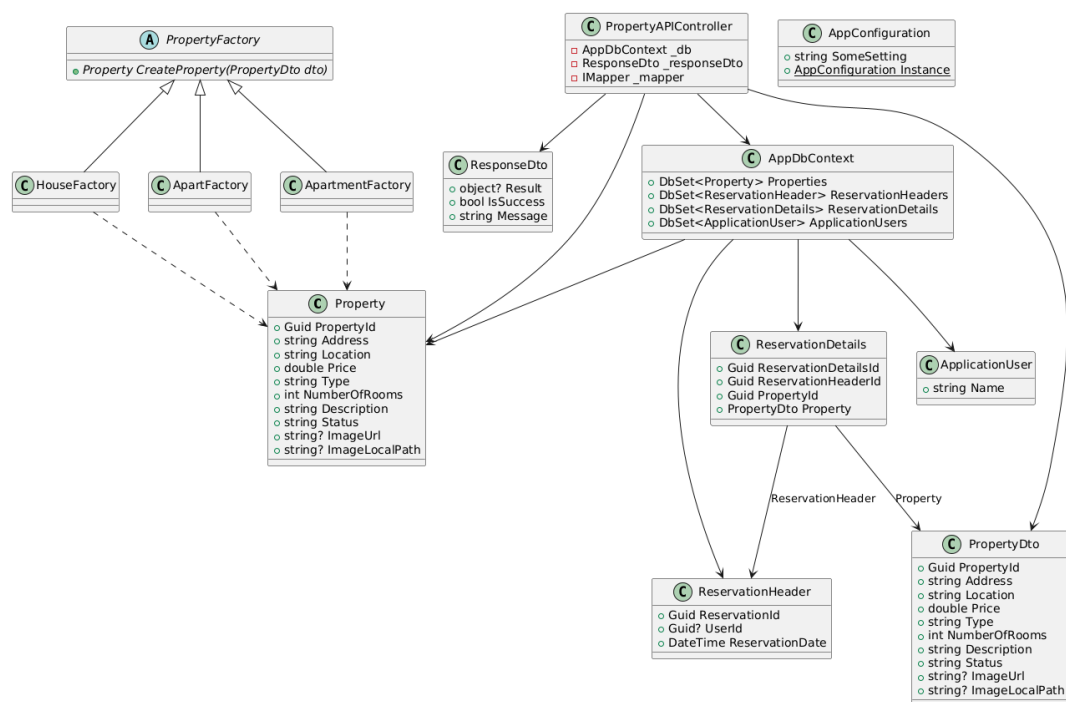 A PropertyFactory
Property CreateProperty(PropertyDto dto)
C PropertyAPIController
AppDbContext _db
ResponseDto _responseDto
IMapper _mapper
C AppConfiguration
+ string SomeSetting
+ AppConfiguration Instance
C HouseFactory
C ApartFactory
C ApartmentFactory
C ResponseDto
object? Result
bool IsSuccess
string Message
C AppDbContext
DbSet<Property> Properties
DbSet<ReservationHeader> ReservationHeaders
DbSet<ReservationDetails> ReservationDetails
DbSet<ApplicationUser> ApplicationUsers
C Property
Guid PropertyId
string Address
string Location
double Price
string Type
int NumberOfRooms
string Description
string Status
string? ImageUrl
string? ImageLocalPath
C ReservationDetails
Guid ReservationDetailsId
Guid ReservationHeaderId
Guid PropertyId
PropertyDto Property
C ApplicationUser
string Name
ReservationHeader
Property
C ReservationHeader
Guid ReservationId
Guid? UserId
DateTime ReservationDate
C PropertyDto
Guid PropertyId
string Address
string Location
double Price
string Type
int NumberOfRooms
string Description
string Status
string? ImageUrl
string? ImageLocalPath